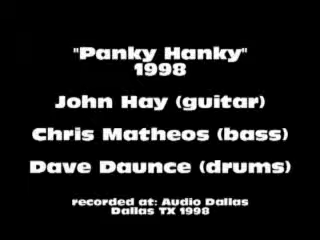 "Panky Hanky"
1998
John Hay (guitar)
Chris Matheos (bass)
Dave Daunce (drums)
recorded at: Audio Dallas
Dallas TX 1998